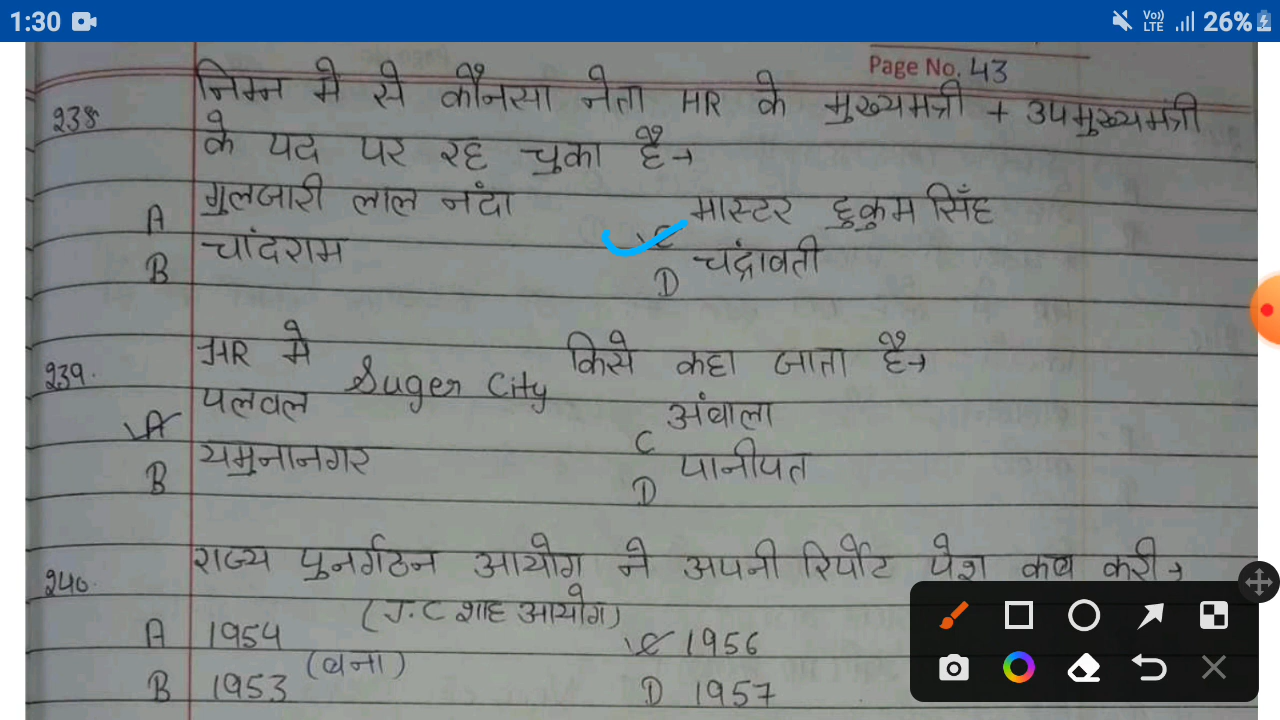 1:30 Vo)) LTE 26%
Page No. 43
238 निम्न मे से कौनसा नेता HR के मुख्यमंत्री + उपमुख्यमंत्री
के पद पर रह चुका है→
A गुलजारी लाल नंदा C मास्टर हुकुम सिँह
B चांदराम D चंद्रावती
239. HR मे Suger City किसे कहा जाता है→
A पलवल C अंबाला
B यमुनानगर D पानीपत
240. राज्य पुनर्गठन आयोग ने अपनी रिर्पोट पेश कब करी→
(J.C शाह आयोग)
A 1954 C 1956
B 1953 (बना) D 1957